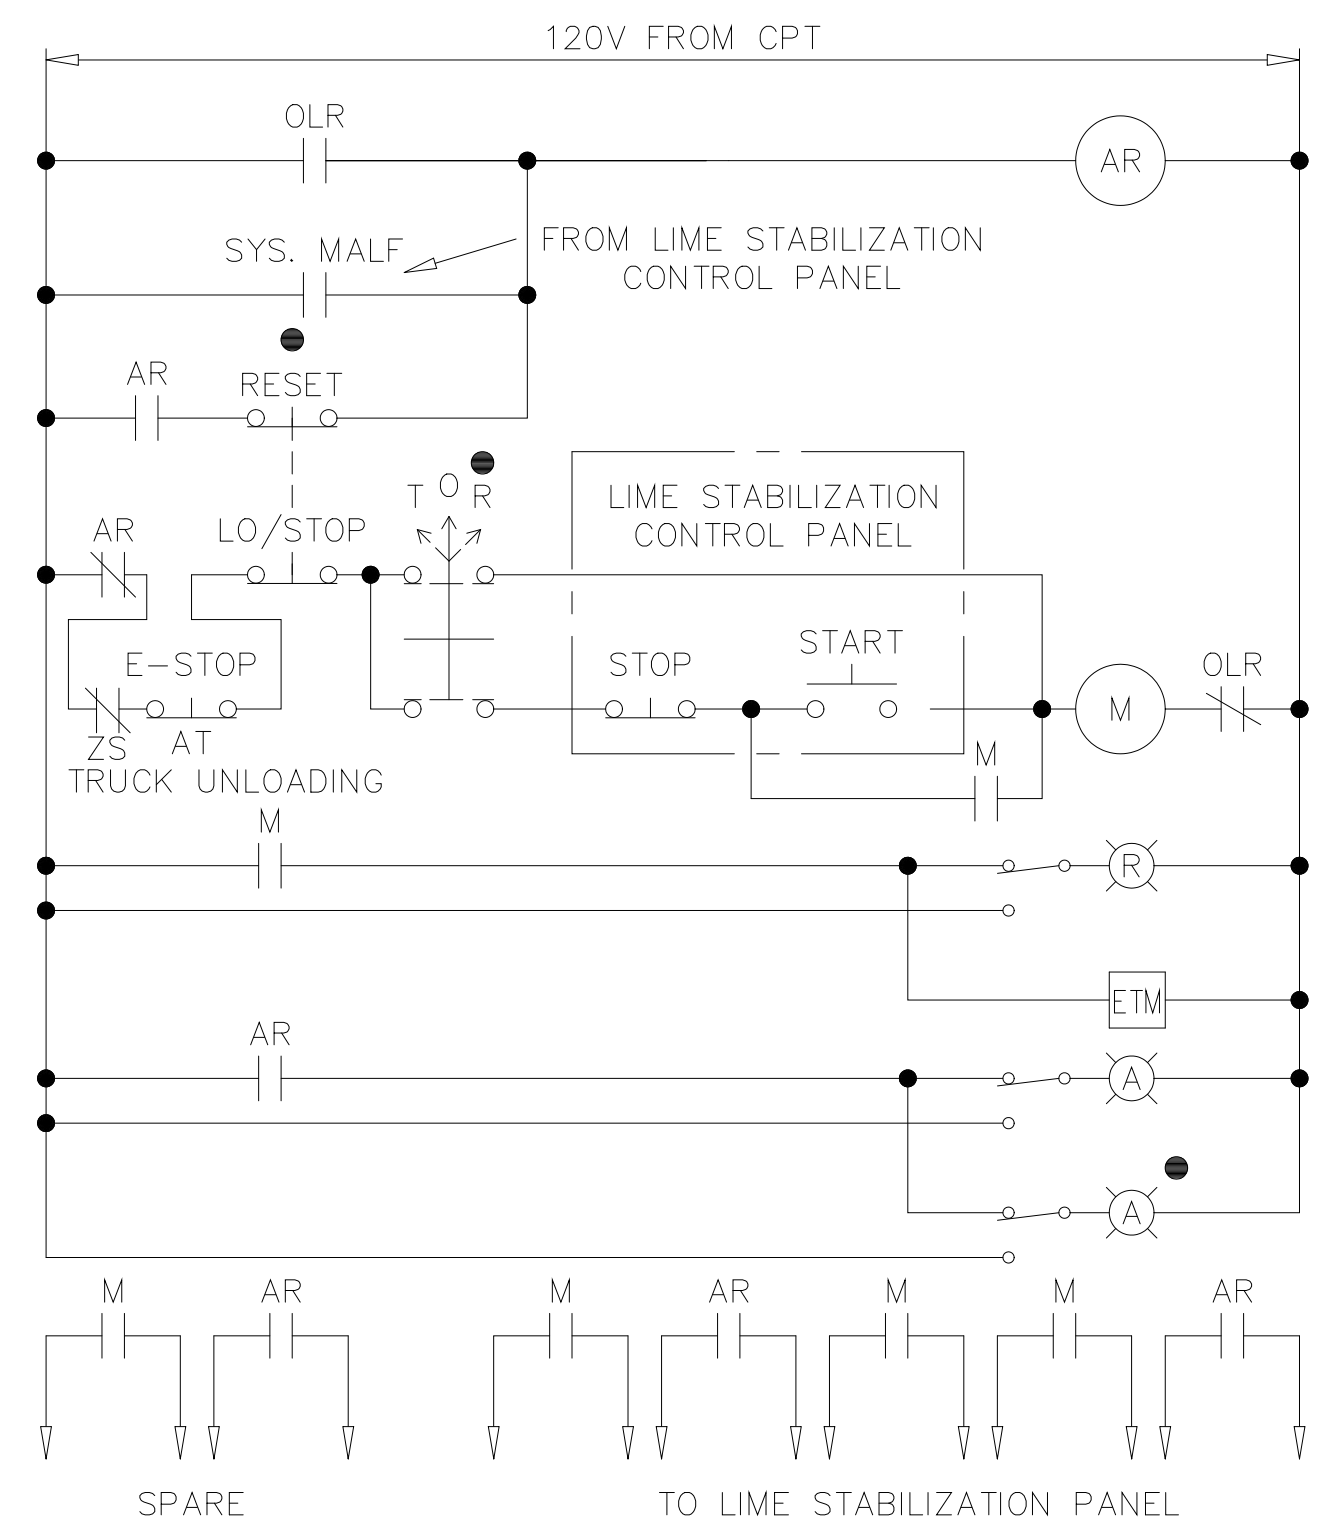 120V FROM CPT
OLR
AR
SYS. MALF
FROM LIME STABILIZATION
CONTROL PANEL
AR
RESET
T O R
LIME STABILIZATION
CONTROL PANEL
AR
LO/STOP
E-STOP
STOP
START
OLR
M
ZS
AT
TRUCK UNLOADING
M
M
R
ETM
AR
A
A
M
AR
M
AR
M
M
AR
SPARE
TO LIME STABILIZATION PANEL